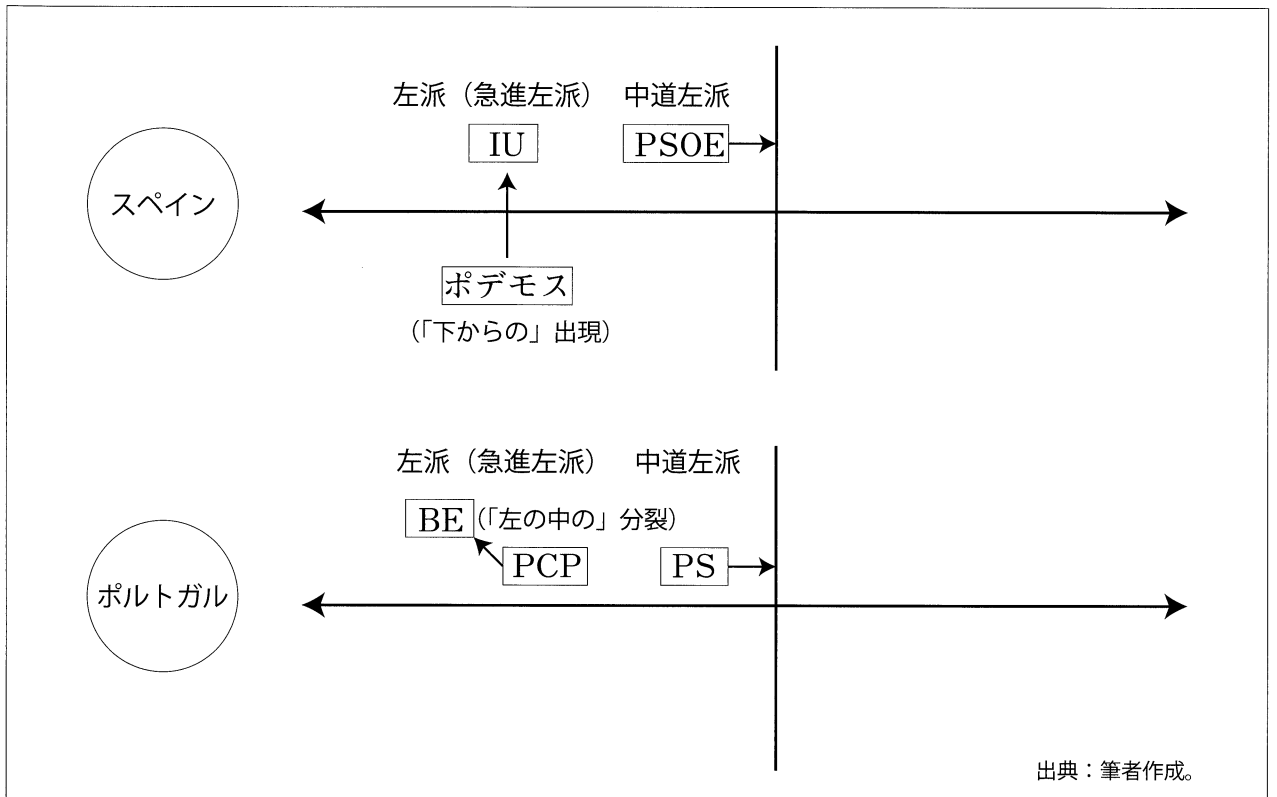 左派（急進左派） 中道左派
IU PSOE
スペイン
ポデモス
（「下からの」出現）
左派（急進左派） 中道左派
BE（「左の中の」分裂）
PCP PS
ポルトガル
出典：筆者作成。